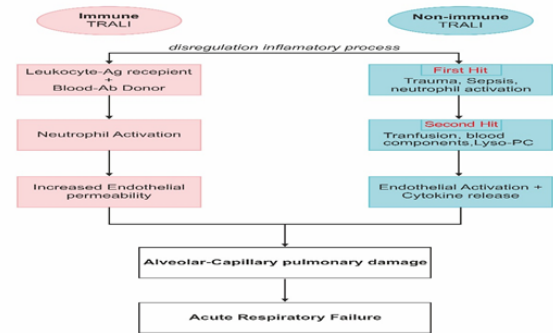 Immune
TRALI
Non-immune
TRALI
disregulation inflamatory process
Leukocyte-Ag recepient
+
Blood-Ab Donor
First Hit
Trauma, Sepsis,
neutrophil activation
Neutrophil Activation
Second Hit
Tranfusion, blood
components,Lyso-PC
Increased Endothelial
permeability
Endothelial Activation +
Cytokine release
Alveolar-Capillary pulmonary damage
Acute Respiratory Failure